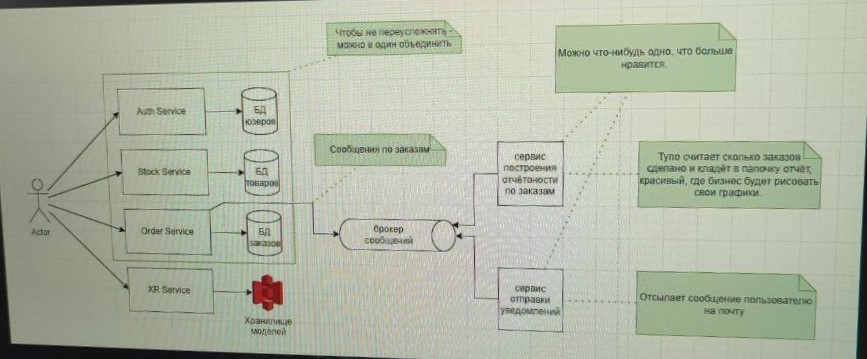 Чтобы не переусложнять -
можно в один объединить
Можно что-нибудь одно, что больше
нравится.
Auth Service
БД
юзеров
Stock Service
БД
товаров
Order Service
БД
заказов
XR Service
Хранилище
моделей
Actor
Сообщения по заказам
брокер
сообщений
сервис
построения
отчётоности
по заказам
Тупо считает сколько заказов
сделано и кладёт в папочку отчёт,
красивый, где бизнес будет рисовать
свои графики.
сервис
отправки
уведомлений
Отсылает сообщение пользователю
на почту